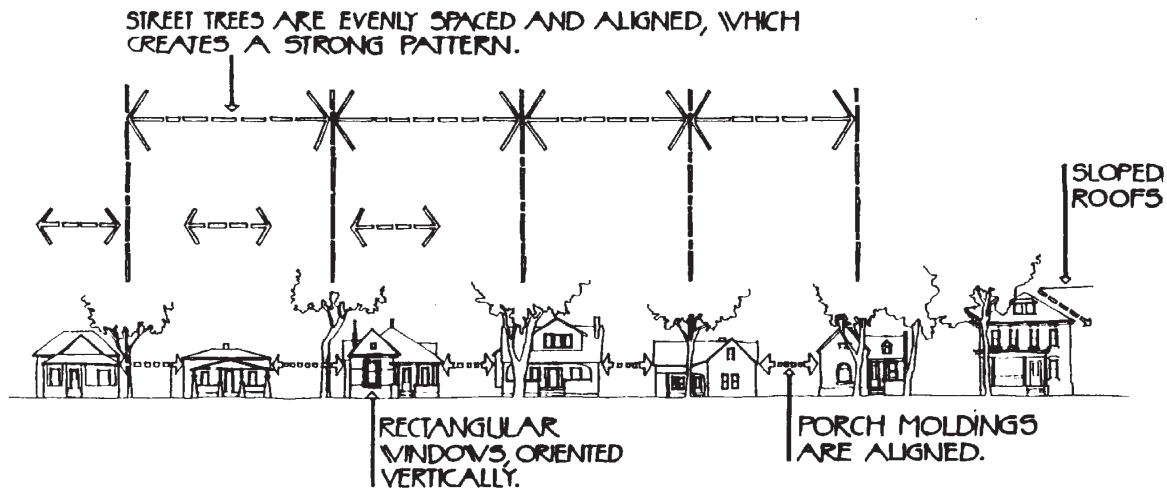 STREET TREES ARE EVENLY SPACED AND ALIGNED, WHICH
CREATES A STRONG PATTERN.
SLOPED
ROOFS
RECTANGULAR
WINDOWS, ORIENTED
VERTICALLY.
PORCH MOLDINGS
ARE ALIGNED.